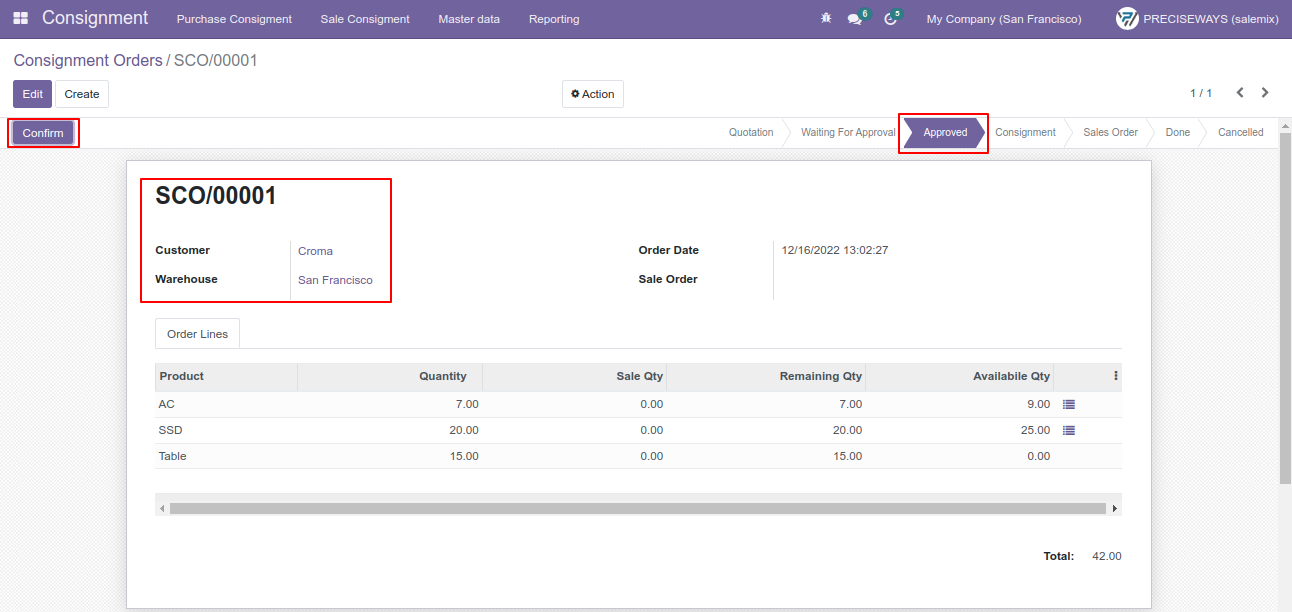 Consignment Purchase Consigment Sale Consigment Master data Reporting 6 5 My Company (San Francisco) PRECISEWAYS (salemix)
Consignment Orders / SCO/00001
Edit Create Action 1 / 1
Confirm Quotation Waiting For Approval Approved Consignment Sales Order Done Cancelled
SCO/00001
Customer Croma Order Date 12/16/2022 13:02:27
Warehouse San Francisco Sale Order
Order Lines
Product Quantity Sale Qty Remaining Qty Availabile Qty
AC 7.00 0.00 7.00 9.00
SSD 20.00 0.00 20.00 25.00
Table 15.00 0.00 15.00 0.00
Total: 42.00